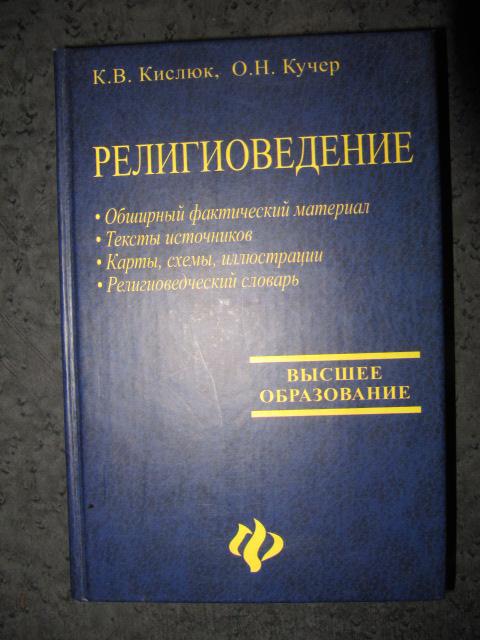 К.В. Кислюк, О.Н. Кучер
РЕЛИГИОВЕДЕНИЕ
• Обширный фактический материал
• Тексты источников
• Карты, схемы, иллюстрации
• Религиоведческий словарь
ВЫСШЕЕ
ОБРАЗОВАНИЕ